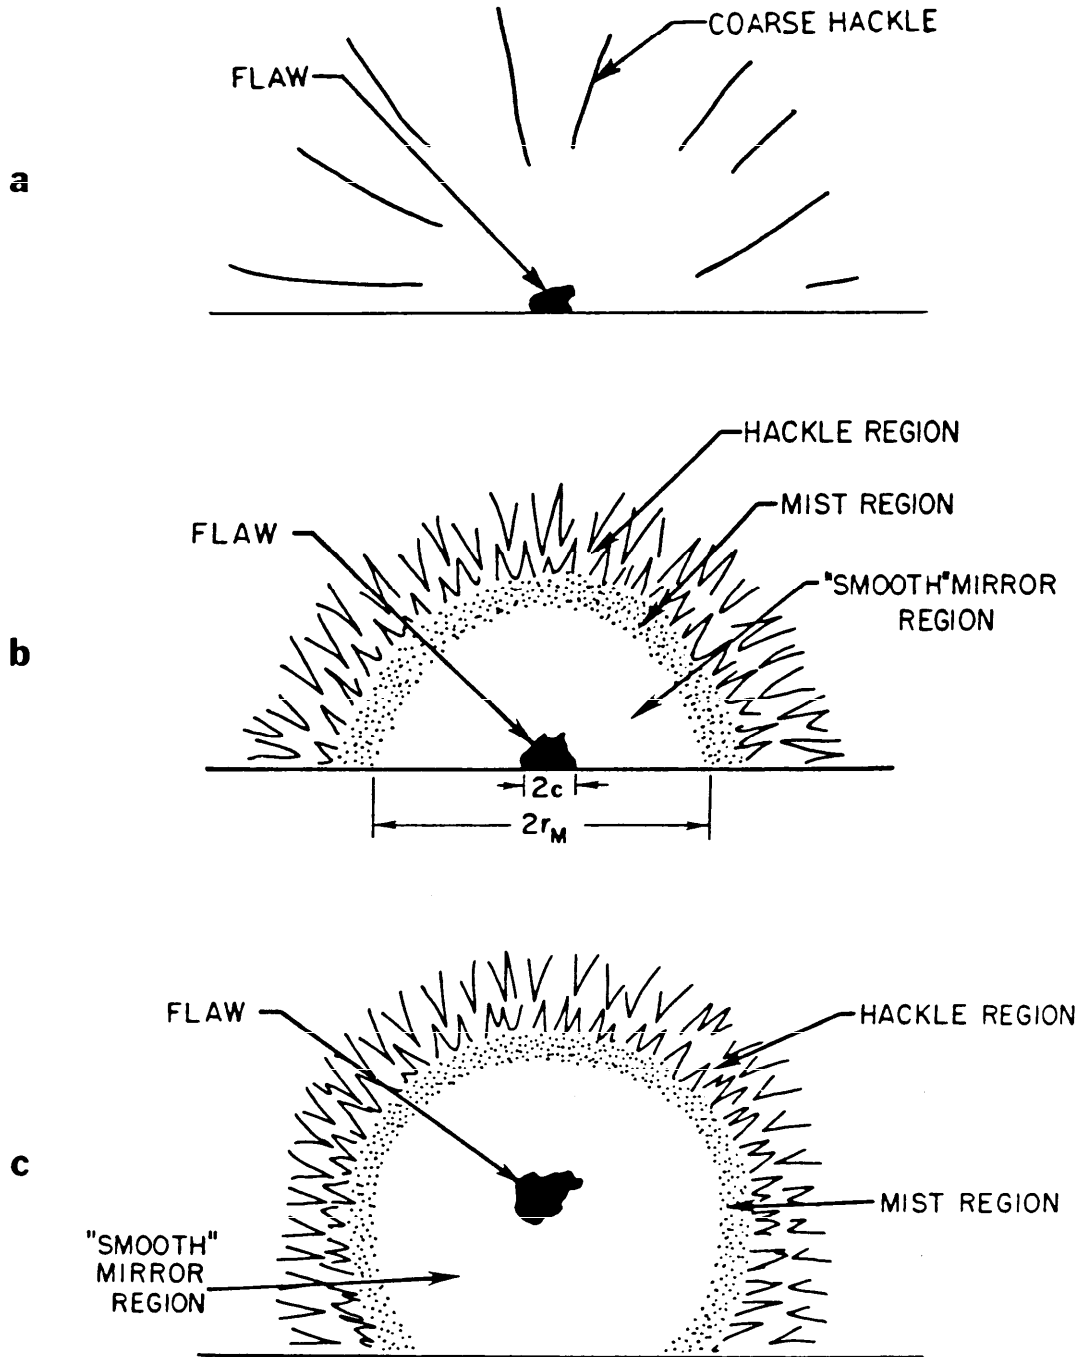 a
COARSE HACKLE
FLAW
b
HACKLE REGION
MIST REGION
FLAW
"SMOOTH" MIRROR
REGION
2c
2rM
c
FLAW
HACKLE REGION
MIST REGION
"SMOOTH"
MIRROR
REGION